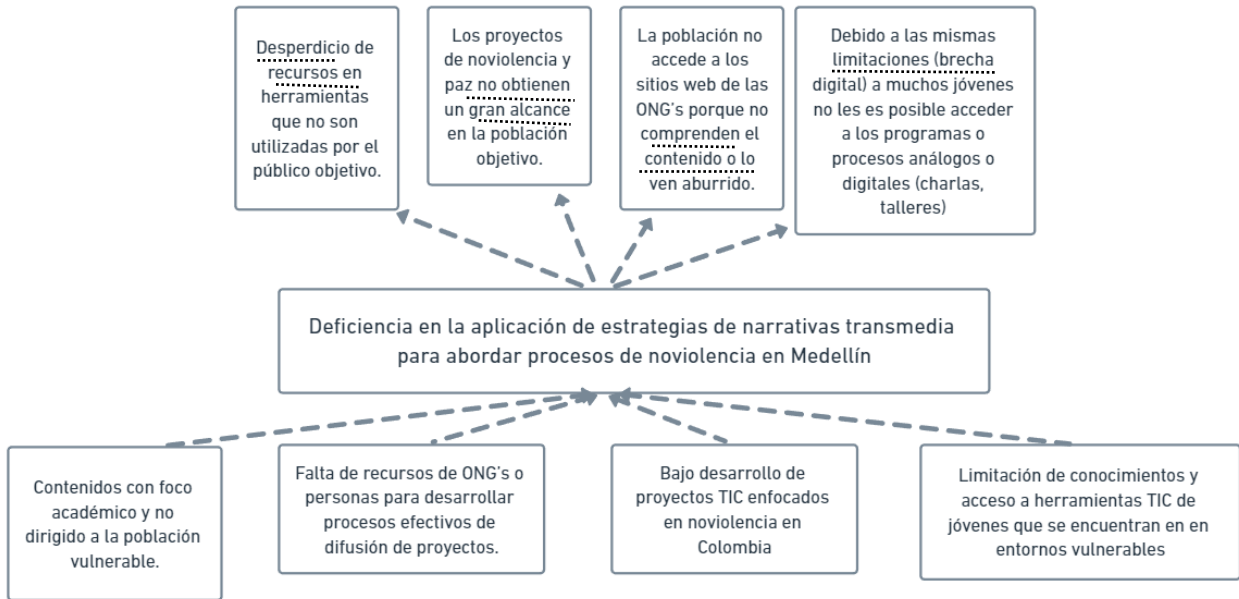 Desperdicio de
recursos en
herramientas
que no son
utilizadas por el
público objetivo.
Los proyectos
de noviolencia y
paz no obtienen
un gran alcance
en la población
objetivo.
La población no
accede a los
sitios web de las
ONG's porque no
comprenden el
contenido o lo
ven aburrido.
Debido a las mismas
limitaciones (brecha
digital) a muchos jóvenes
no les es posible acceder
a los programas o
procesos análogos o
digitales (charlas,
talleres)
Deficiencia en la aplicación de estrategias de narrativas transmedia
para abordar procesos de noviolencia en Medellín
Contenidos con foco
académico y no
dirigido a la población
vulnerable.
Falta de recursos de ONG's o
personas para desarrollar
procesos efectivos de
difusión de proyectos.
Bajo desarrollo de
proyectos TIC enfocados
en noviolencia en
Colombia
Limitación de conocimientos y
acceso a herramientas TIC de
jóvenes que se encuentran en en
entornos vulnerables